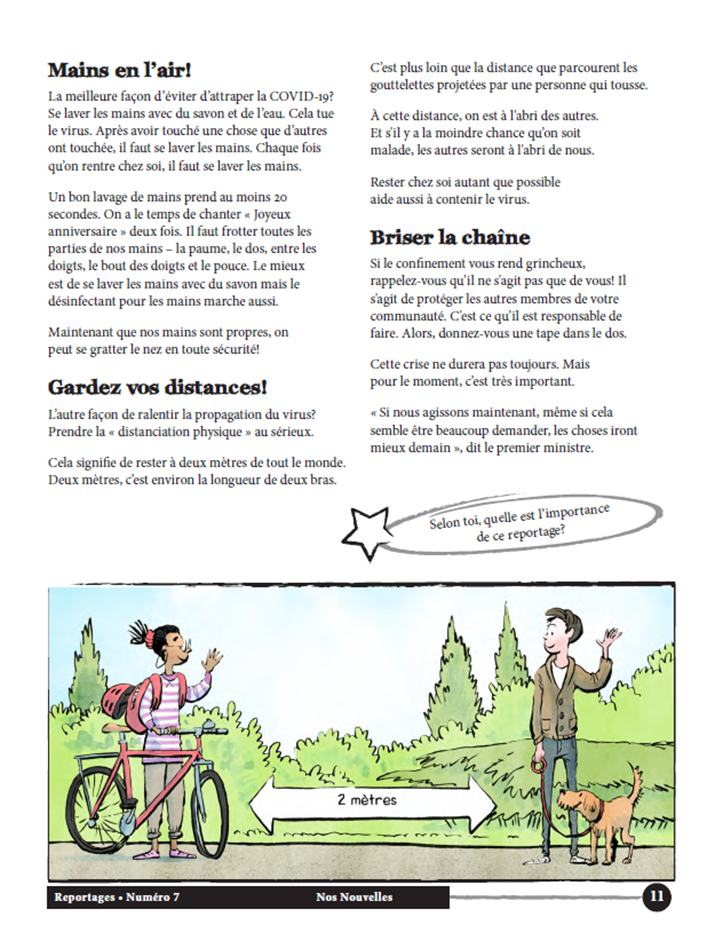 Mains en l'air!
La meilleure façon d'éviter d'attraper la COVID-19?
Se laver les mains avec du savon et de l'eau. Cela tue
le virus. Après avoir touché une chose que d'autres
ont touchée, il faut se laver les mains. Chaque fois
qu'on rentre chez soi, il faut se laver les mains.
Un bon lavage de mains prend au moins 20
secondes. On a le temps de chanter « Joyeux
anniversaire » deux fois. Il faut frotter toutes les
parties de nos mains – la paume, le dos, entre les
doigts, le bout des doigts et le pouce. Le mieux
est de se laver les mains avec du savon mais le
désinfectant pour les mains marche aussi.
Maintenant que nos mains sont propres, on
peut se gratter le nez en toute sécurité!
Gardez vos distances!
L'autre façon de ralentir la propagation du virus?
Prendre la « distanciation physique » au sérieux.
Cela signifie de rester à deux mètres de tout le monde.
Deux mètres, c'est environ la longueur de deux bras.
C'est plus loin que la distance que parcourent les
gouttelettes projetées par une personne qui tousse.
À cette distance, on est à l'abri des autres.
Et s'il y a la moindre chance qu'on soit
malade, les autres seront à l'abri de nous.
Rester chez soi autant que possible
aide aussi à contenir le virus.
Briser la chaîne
Si le confinement vous rend grincheux,
rappelez-vous qu'il ne s'agit pas que de vous! Il
s'agit de protéger les autres membres de votre
communauté. C'est ce qu'il est responsable de
faire. Alors, donnez-vous une tape dans le dos.
Cette crise ne durera pas toujours. Mais
pour le moment, c'est très important.
« Si nous agissons maintenant, même si cela
semble être beaucoup demander, les choses iront
mieux demain », dit le premier ministre.
Selon toi, quelle est l'importance
de ce reportage?
2 mètres
Reportages • Numéro 7
Nos Nouvelles
11